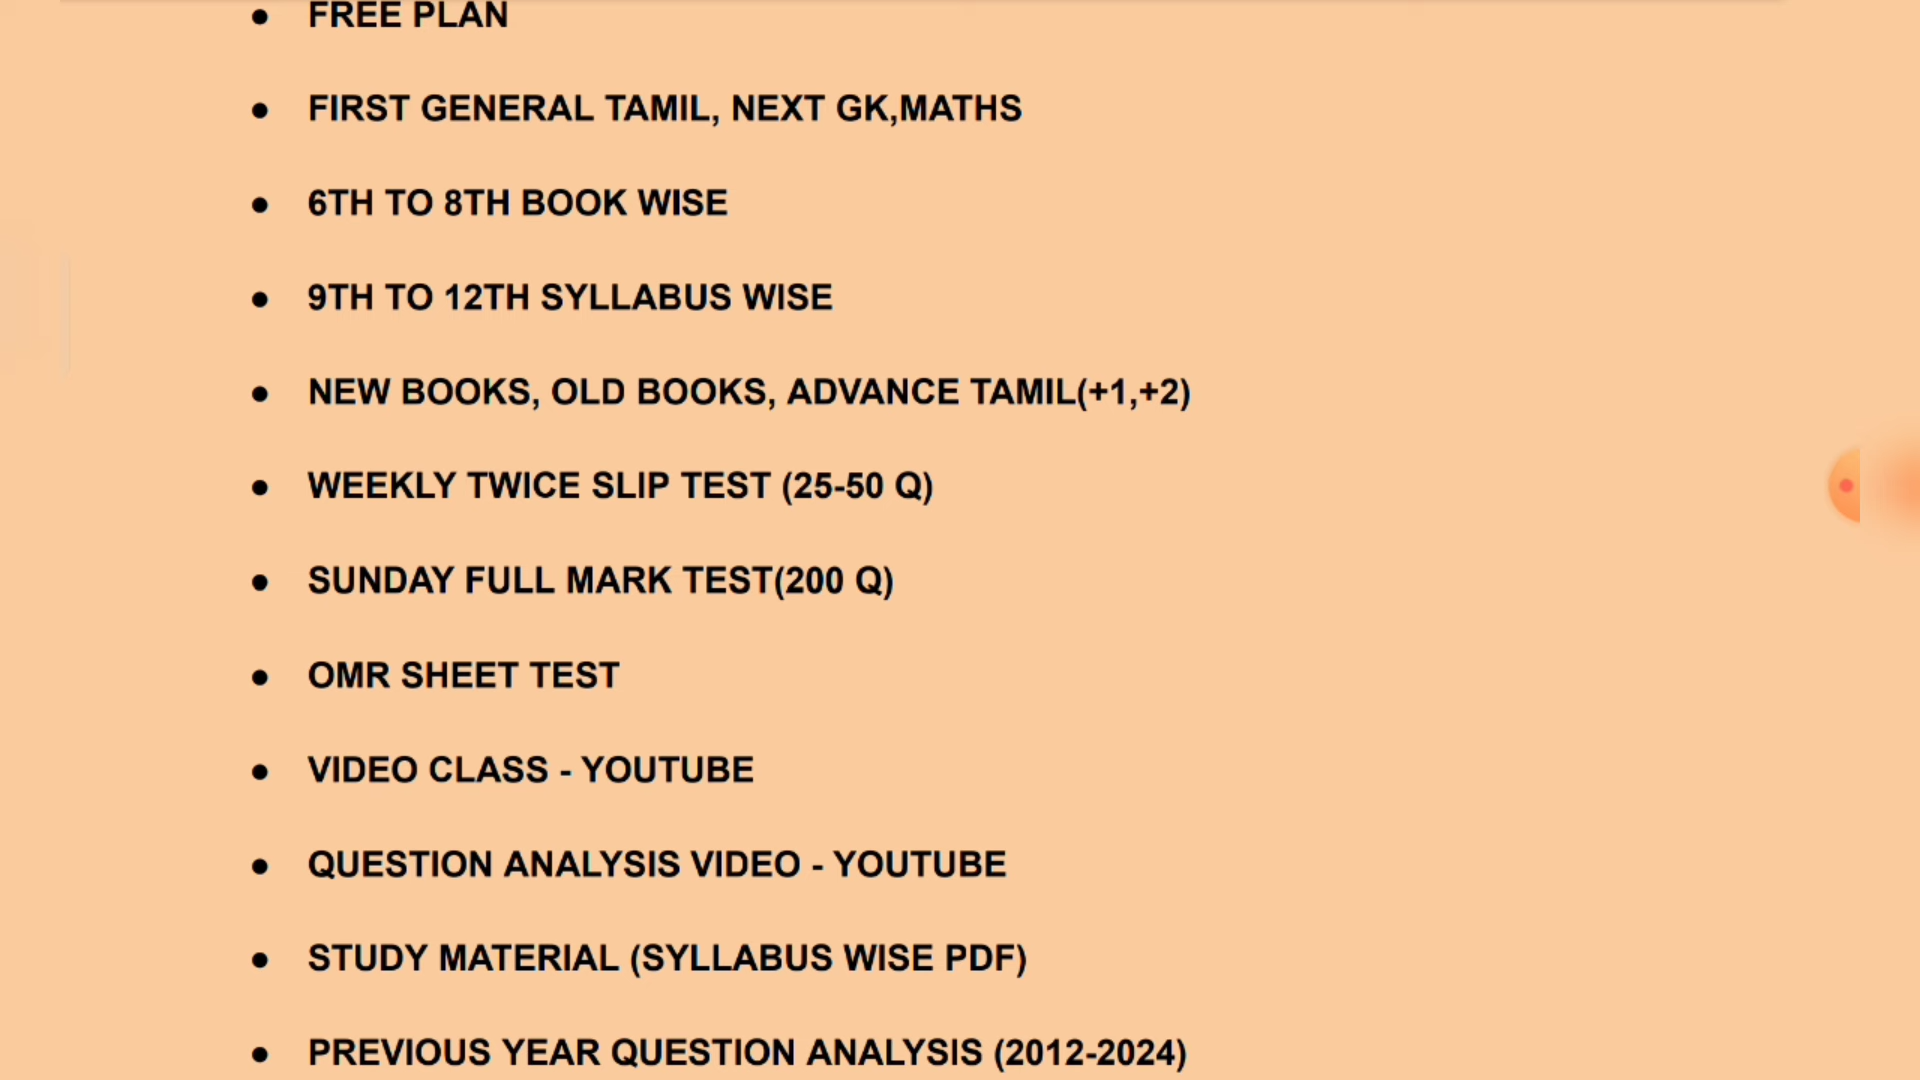 ● FREE PLAN
● FIRST GENERAL TAMIL, NEXT GK,MATHS
● 6TH TO 8TH BOOK WISE
● 9TH TO 12TH SYLLABUS WISE
● NEW BOOKS, OLD BOOKS, ADVANCE TAMIL(+1,+2)
● WEEKLY TWICE SLIP TEST (25-50 Q)
● SUNDAY FULL MARK TEST(200 Q)
● OMR SHEET TEST
● VIDEO CLASS - YOUTUBE
● QUESTION ANALYSIS VIDEO - YOUTUBE
● STUDY MATERIAL (SYLLABUS WISE PDF)
● PREVIOUS YEAR QUESTION ANALYSIS (2012-2024)